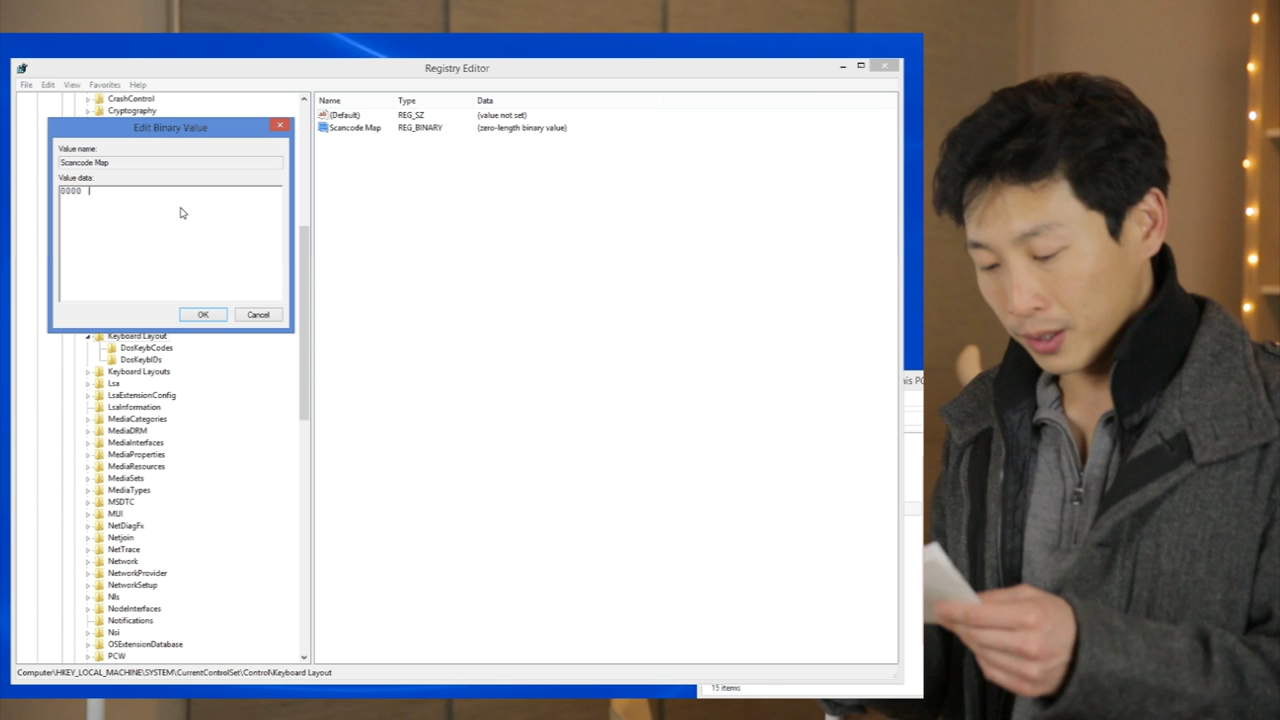 Registry Editor
File Edit View Favorites Help
CrashControl
Cryptography
Edit Binary Value
Value name:
Scancode Map
Value data:
0000
OK Cancel
Keyboard Layout
DosKeybCodes
DosKeybIDs
Keyboard Layouts
Lsa
LsaExtensionConfig
LsaInformation
MediaCategories
MediaDRM
MediaInterfaces
MediaProperties
MediaResources
MediaSets
MediaTypes
MSDTC
MUI
NetDiagFx
Netjoin
NetTrace
Network
NetworkProvider
NetworkSetup
Nls
NodeInterfaces
Notifications
Nsi
OSExtensionDatabase
PCW
Name Type Data
(Default) REG_SZ (value not set)
Scancode Map REG_BINARY (zero-length binary value)
Computer\HKEY_LOCAL_MACHINE\SYSTEM\CurrentControlSet\Control\Keyboard Layout
his PC
15 items